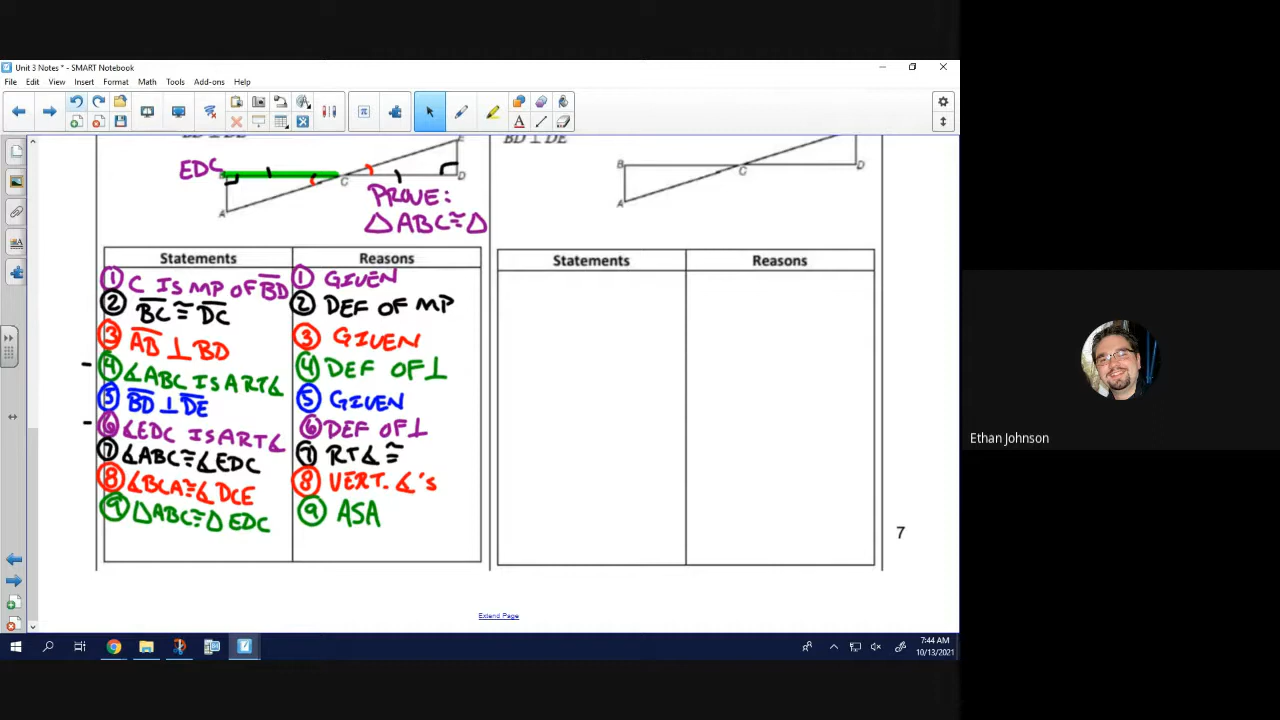 Unit 3 Notes * - SMART Notebook
File Edit View Insert Format Math Tools Add-ons Help
BD ⊥ DE
E
EDC
C
D
A
PROVE:
△ABC≅△
Statements Reasons
① C IS MP OF BD ① GIVEN
② BC ≅ DC ② DEF OF MP
③ AB ⊥ BD ③ GIVEN
④ ∡ABC IS A RT∡ ④ DEF OF ⊥
⑤ BD ⊥ DE ⑤ GIVEN
⑥ ∡EDC IS A RT∡ ⑥ DEF OF ⊥
⑦ ∡ABC≅∡EDC ⑦ RT∡ ≅
⑧ ∡BCA≅∡DCE ⑧ VERT. ∡'s
⑨ △ABC≅△EDC ⑨ ASA
BD ⊥ DE
B
C
D
A
Statements Reasons
7
Extend Page
Ethan Johnson
7:44 AM
10/13/2021